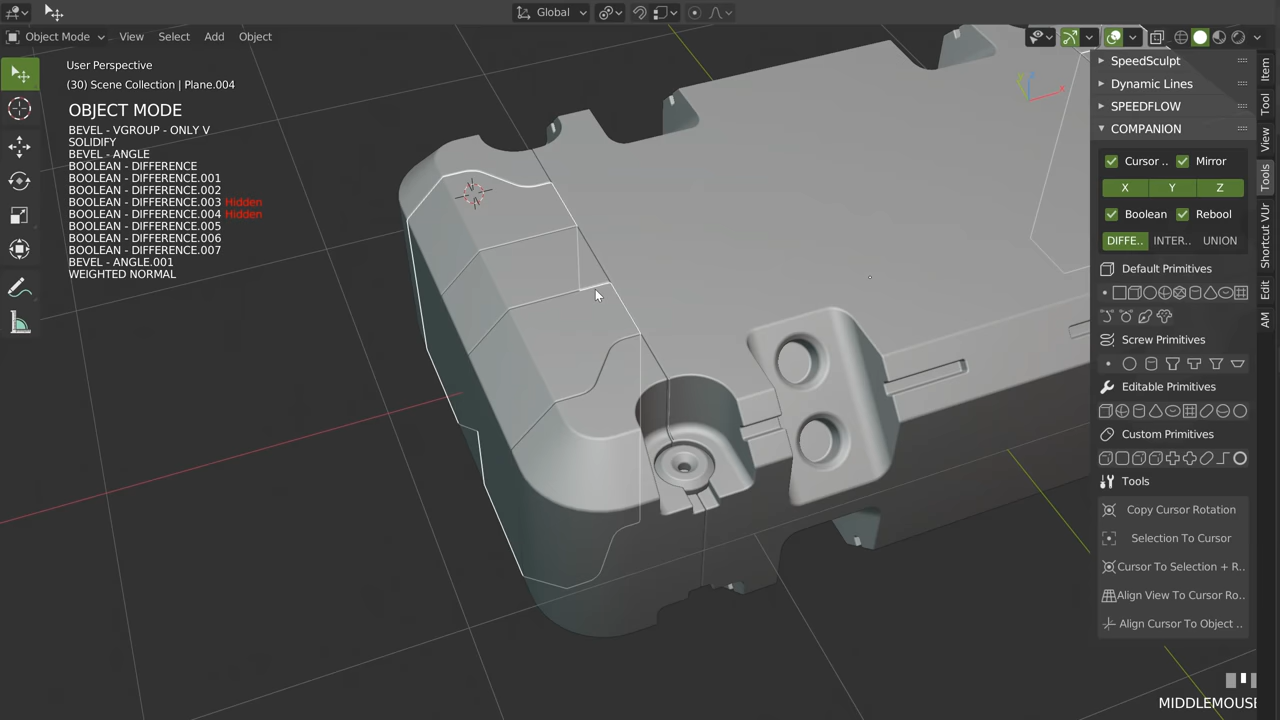 Global
Object Mode
View
Select
Add
Object
User Perspective
(30) Scene Collection | Plane.004
OBJECT MODE
BEVEL - VGROUP - ONLY V
SOLIDIFY
BEVEL - ANGLE
BOOLEAN - DIFFERENCE
BOOLEAN - DIFFERENCE.001
BOOLEAN - DIFFERENCE.002
BOOLEAN - DIFFERENCE.003 Hidden
BOOLEAN - DIFFERENCE.004 Hidden
BOOLEAN - DIFFERENCE.005
BOOLEAN - DIFFERENCE.006
BOOLEAN - DIFFERENCE.007
BEVEL - ANGLE.001
WEIGHTED NORMAL
SpeedSculpt
Dynamic Lines
SPEEDFLOW
COMPANION
Cursor ..
Mirror
X
Y
Z
Boolean
Rebool
DIFFE..
INTER..
UNION
Default Primitives
Screw Primitives
Editable Primitives
Custom Primitives
Tools
Copy Cursor Rotation
Selection To Cursor
Cursor To Selection + R..
Align View To Cursor Ro..
Align Cursor To Object ..
Item
Tool
View
Tools
Shortcut VUr
Edit
AM
MIDDLEMOUSE